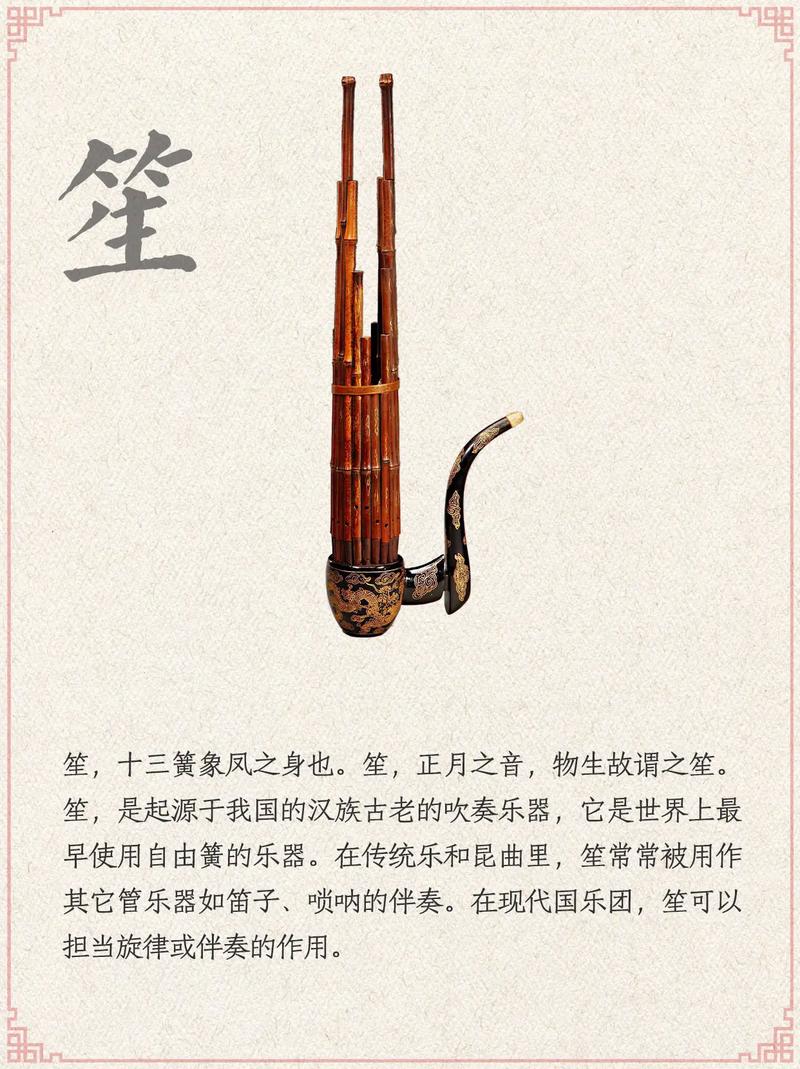 笙
笙，十三簧象凤之身也。笙，正月之音，物生故谓之笙。
笙，是起源于我国的汉族古老的吹奏乐器，它是世界上最
早使用自由簧的乐器。在传统乐和昆曲里，笙常常被用作
其它管乐器如笛子、唢呐的伴奏。在现代国乐团，笙可以
担当旋律或伴奏的作用。